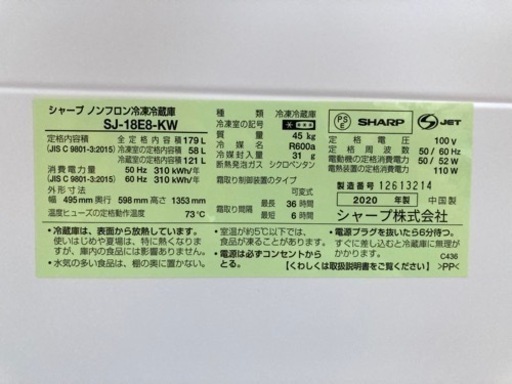 シャープ ノンフロン冷凍冷蔵庫
SJ-18E8-KW
定格内容積 全定格内容積 179 L
(JIS C 9801-3:2015) 冷凍室の定格内容積 58 L
冷蔵室の定格内容積 121 L
消費電力量 50 Hz 310 kWh/年
(JIS C 9801-3:2015) 60 Hz 310 kWh/年
外形寸法
幅 495 mm 奥行 598 mm 高さ 1353 mm
温度ヒューズの定格動作温度 73℃
種類 冷凍冷蔵庫
冷凍室の記号
質量 45 kg
冷媒名 R600a
冷媒封入量 31 g
断熱発泡ガス シクロペンタン
霜取り制御装置のタイプ
可変式
霜取り間隔 最大 36 時間
最短 6 時間
PS
E
SHARP
S JET
定格電圧 100 V
定格周波数 50 / 60 Hz
電動機の定格消費電力 50 / 52 W
電熱装置の定格消費電力 110 W
製造番号 12613214
2020 年製 中国製
シャープ株式会社
•冷蔵庫は、表面から放熱しています。
使いはじめや夏場は、特に熱くなりますが、庫内の食品には影響ありません。
•水気の多い食品は、棚の奥に置かない。
•室温が約5℃以下では、食品が凍ることがあります。
•電源は必ずコンセントからとる。
•電源プラグを抜いたら6分待つ。
すぐに差し込むと冷蔵庫に無理がかかります。
【くわしくは取扱説明書をご覧ください】
C436
>PP<